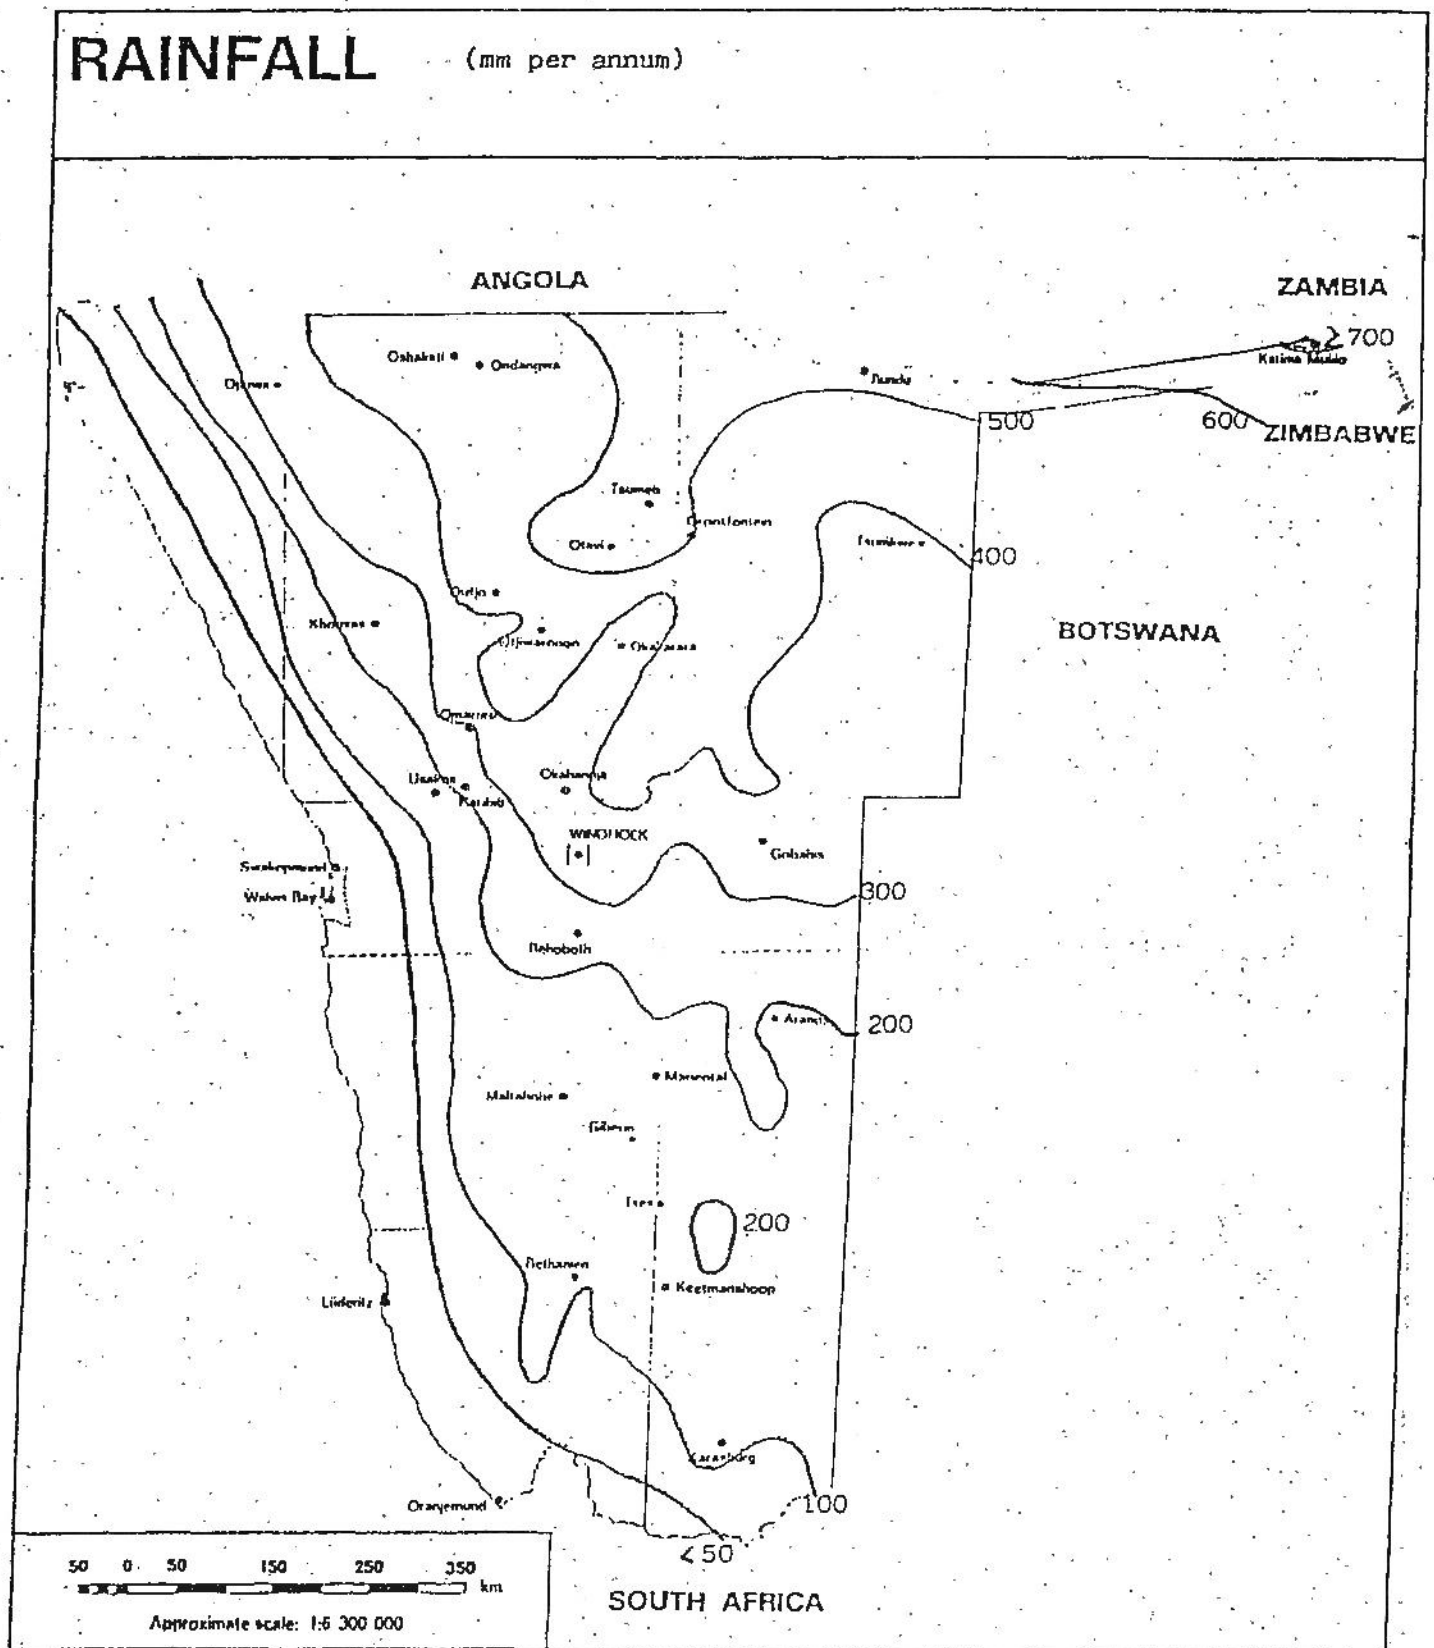 RAINFALL (mm per annum)
ANGOLA
ZAMBIA
≥ 700
Katima Mulilo
Oshakati
Ondangwa
Opuwo
Rundu
500
600
ZIMBABWE
Tsumeb
Grootfontein
Otavi
Tsumkwe
400
Outjo
Khorixas
Otjiwarongo
Okakarara
BOTSWANA
Omaruru
Usakos
Karibib
Okahandja
WINDHOEK
Gobabis
Swakopmund
Walvis Bay
300
Rehoboth
Aranos
200
Mariental
Maltahöhe
Gibeon
Tses
200
Bethanien
Keetmanshoop
Lüderitz
Karasburg
Oranjemund
100
< 50
50 0 50 150 250 350
km
SOUTH AFRICA
Approximate scale: 1:6 300 000